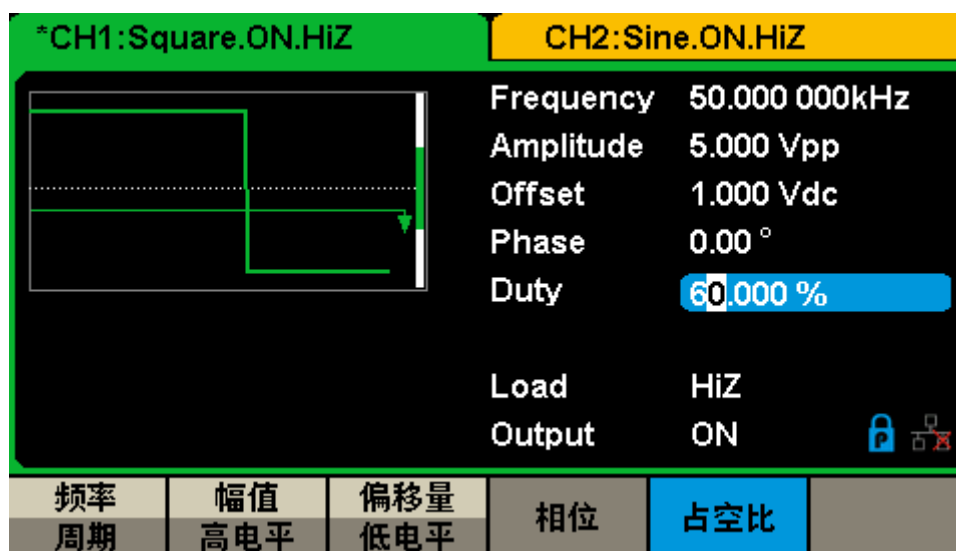 *CH1:Square.ON.HiZ CH2:Sine.ON.HiZ
Frequency 50.000 000kHz
Amplitude 5.000 Vpp
Offset 1.000 Vdc
Phase 0.00 °
Duty 60.000 %
Load HiZ
Output ON P
频率 幅值 偏移量 相位 占空比
周期 高电平 低电平